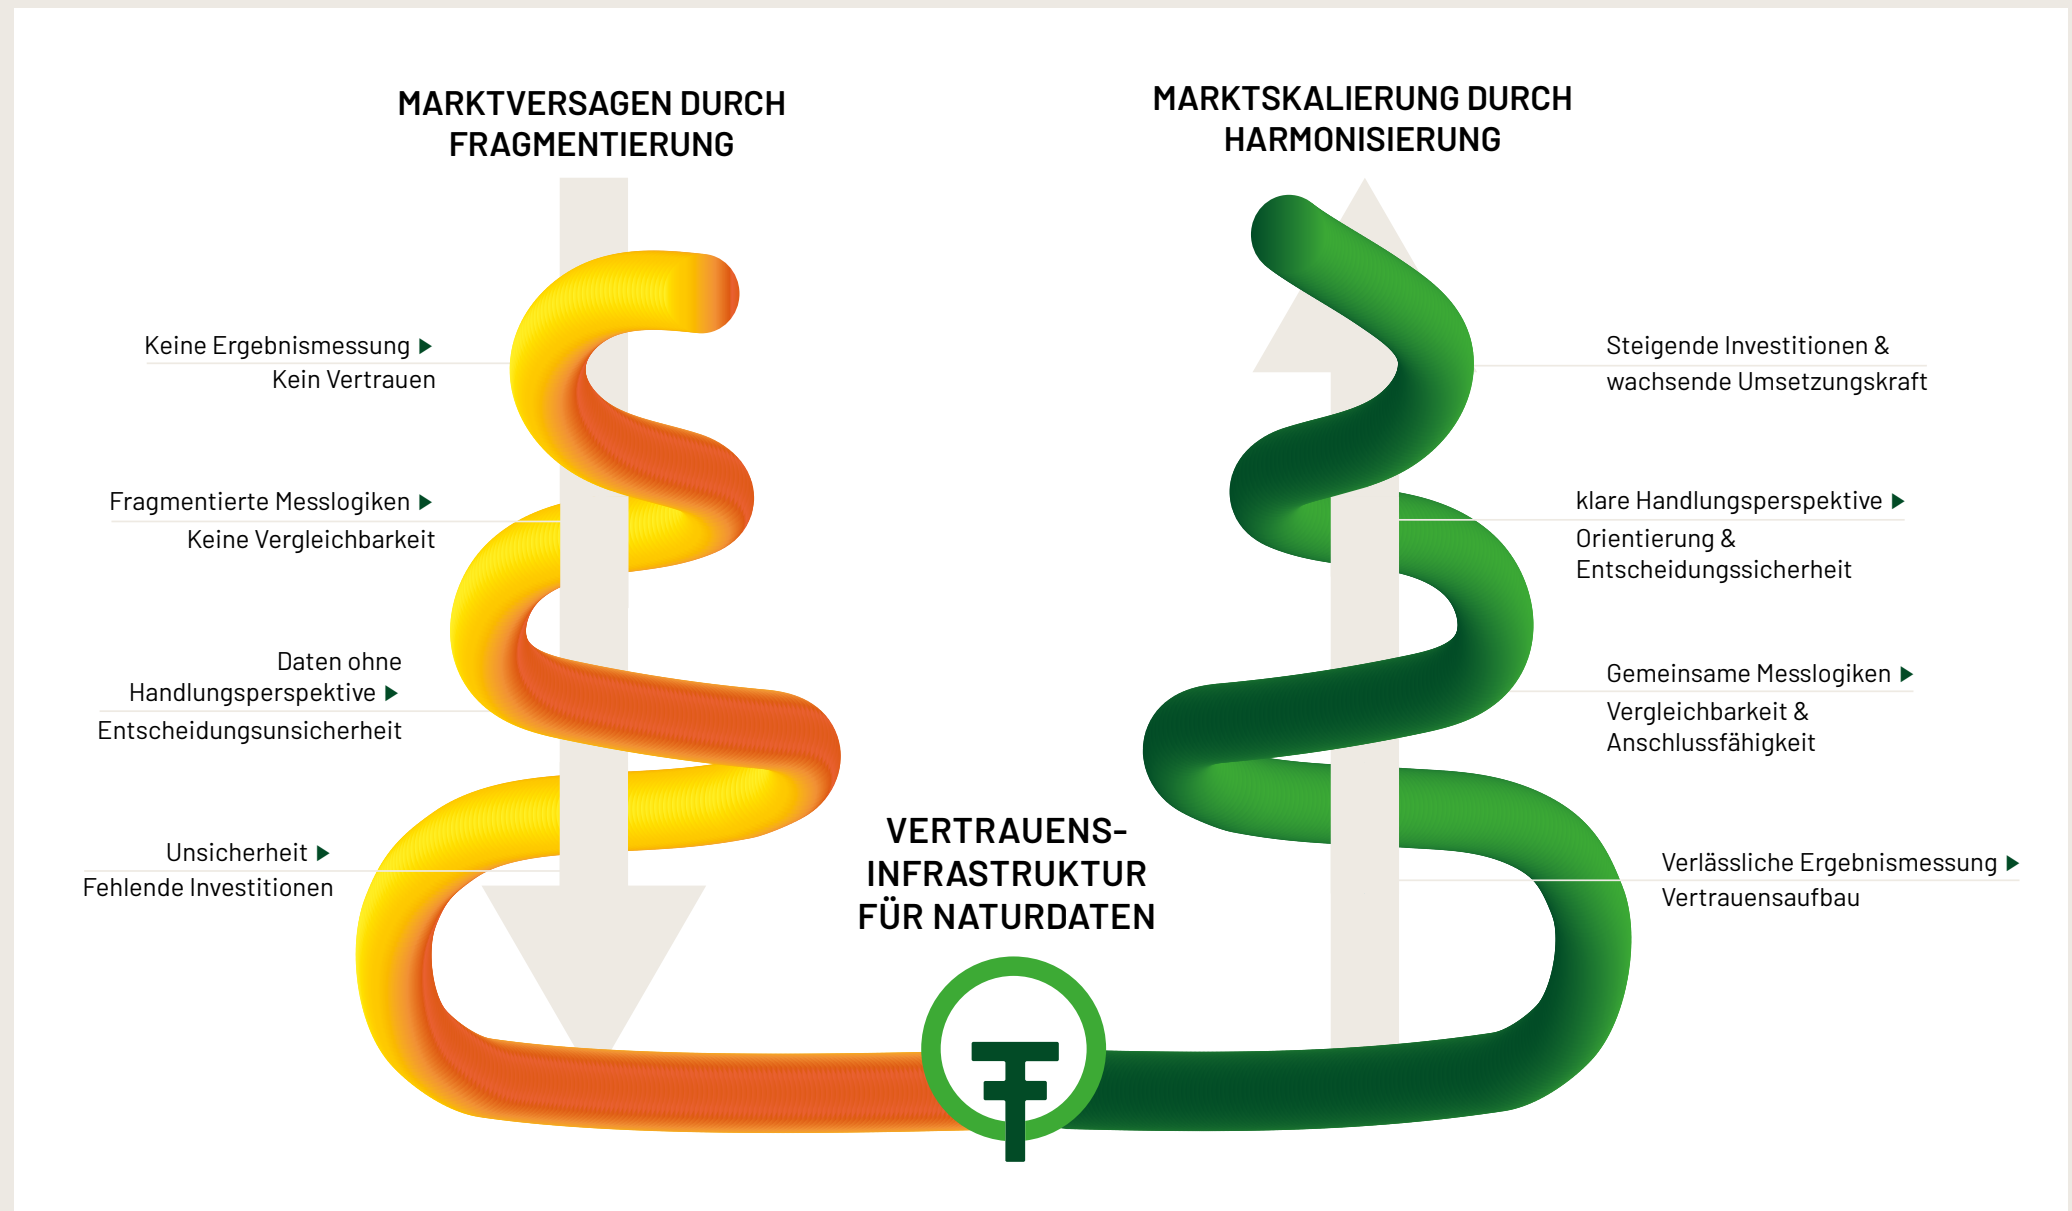 MARKTVERSAGEN DURCH
FRAGMENTIERUNG
Keine Ergebnismessung ▶
Kein Vertrauen
Fragmentierte Messlogiken ▶
Keine Vergleichbarkeit
Daten ohne
Handlungsperspektive ▶
Entscheidungsunsicherheit
Unsicherheit ▶
Fehlende Investitionen
VERTRAUENS-
INFRASTRUKTUR
FÜR NATURDATEN
MARKTSKALIERUNG DURCH
HARMONISIERUNG
Steigende Investitionen &
wachsende Umsetzungskraft
klare Handlungsperspektive ▶
Orientierung &
Entscheidungssicherheit
Gemeinsame Messlogiken ▶
Vergleichbarkeit &
Anschlussfähigkeit
Verlässliche Ergebnismessung ▶
Vertrauensaufbau